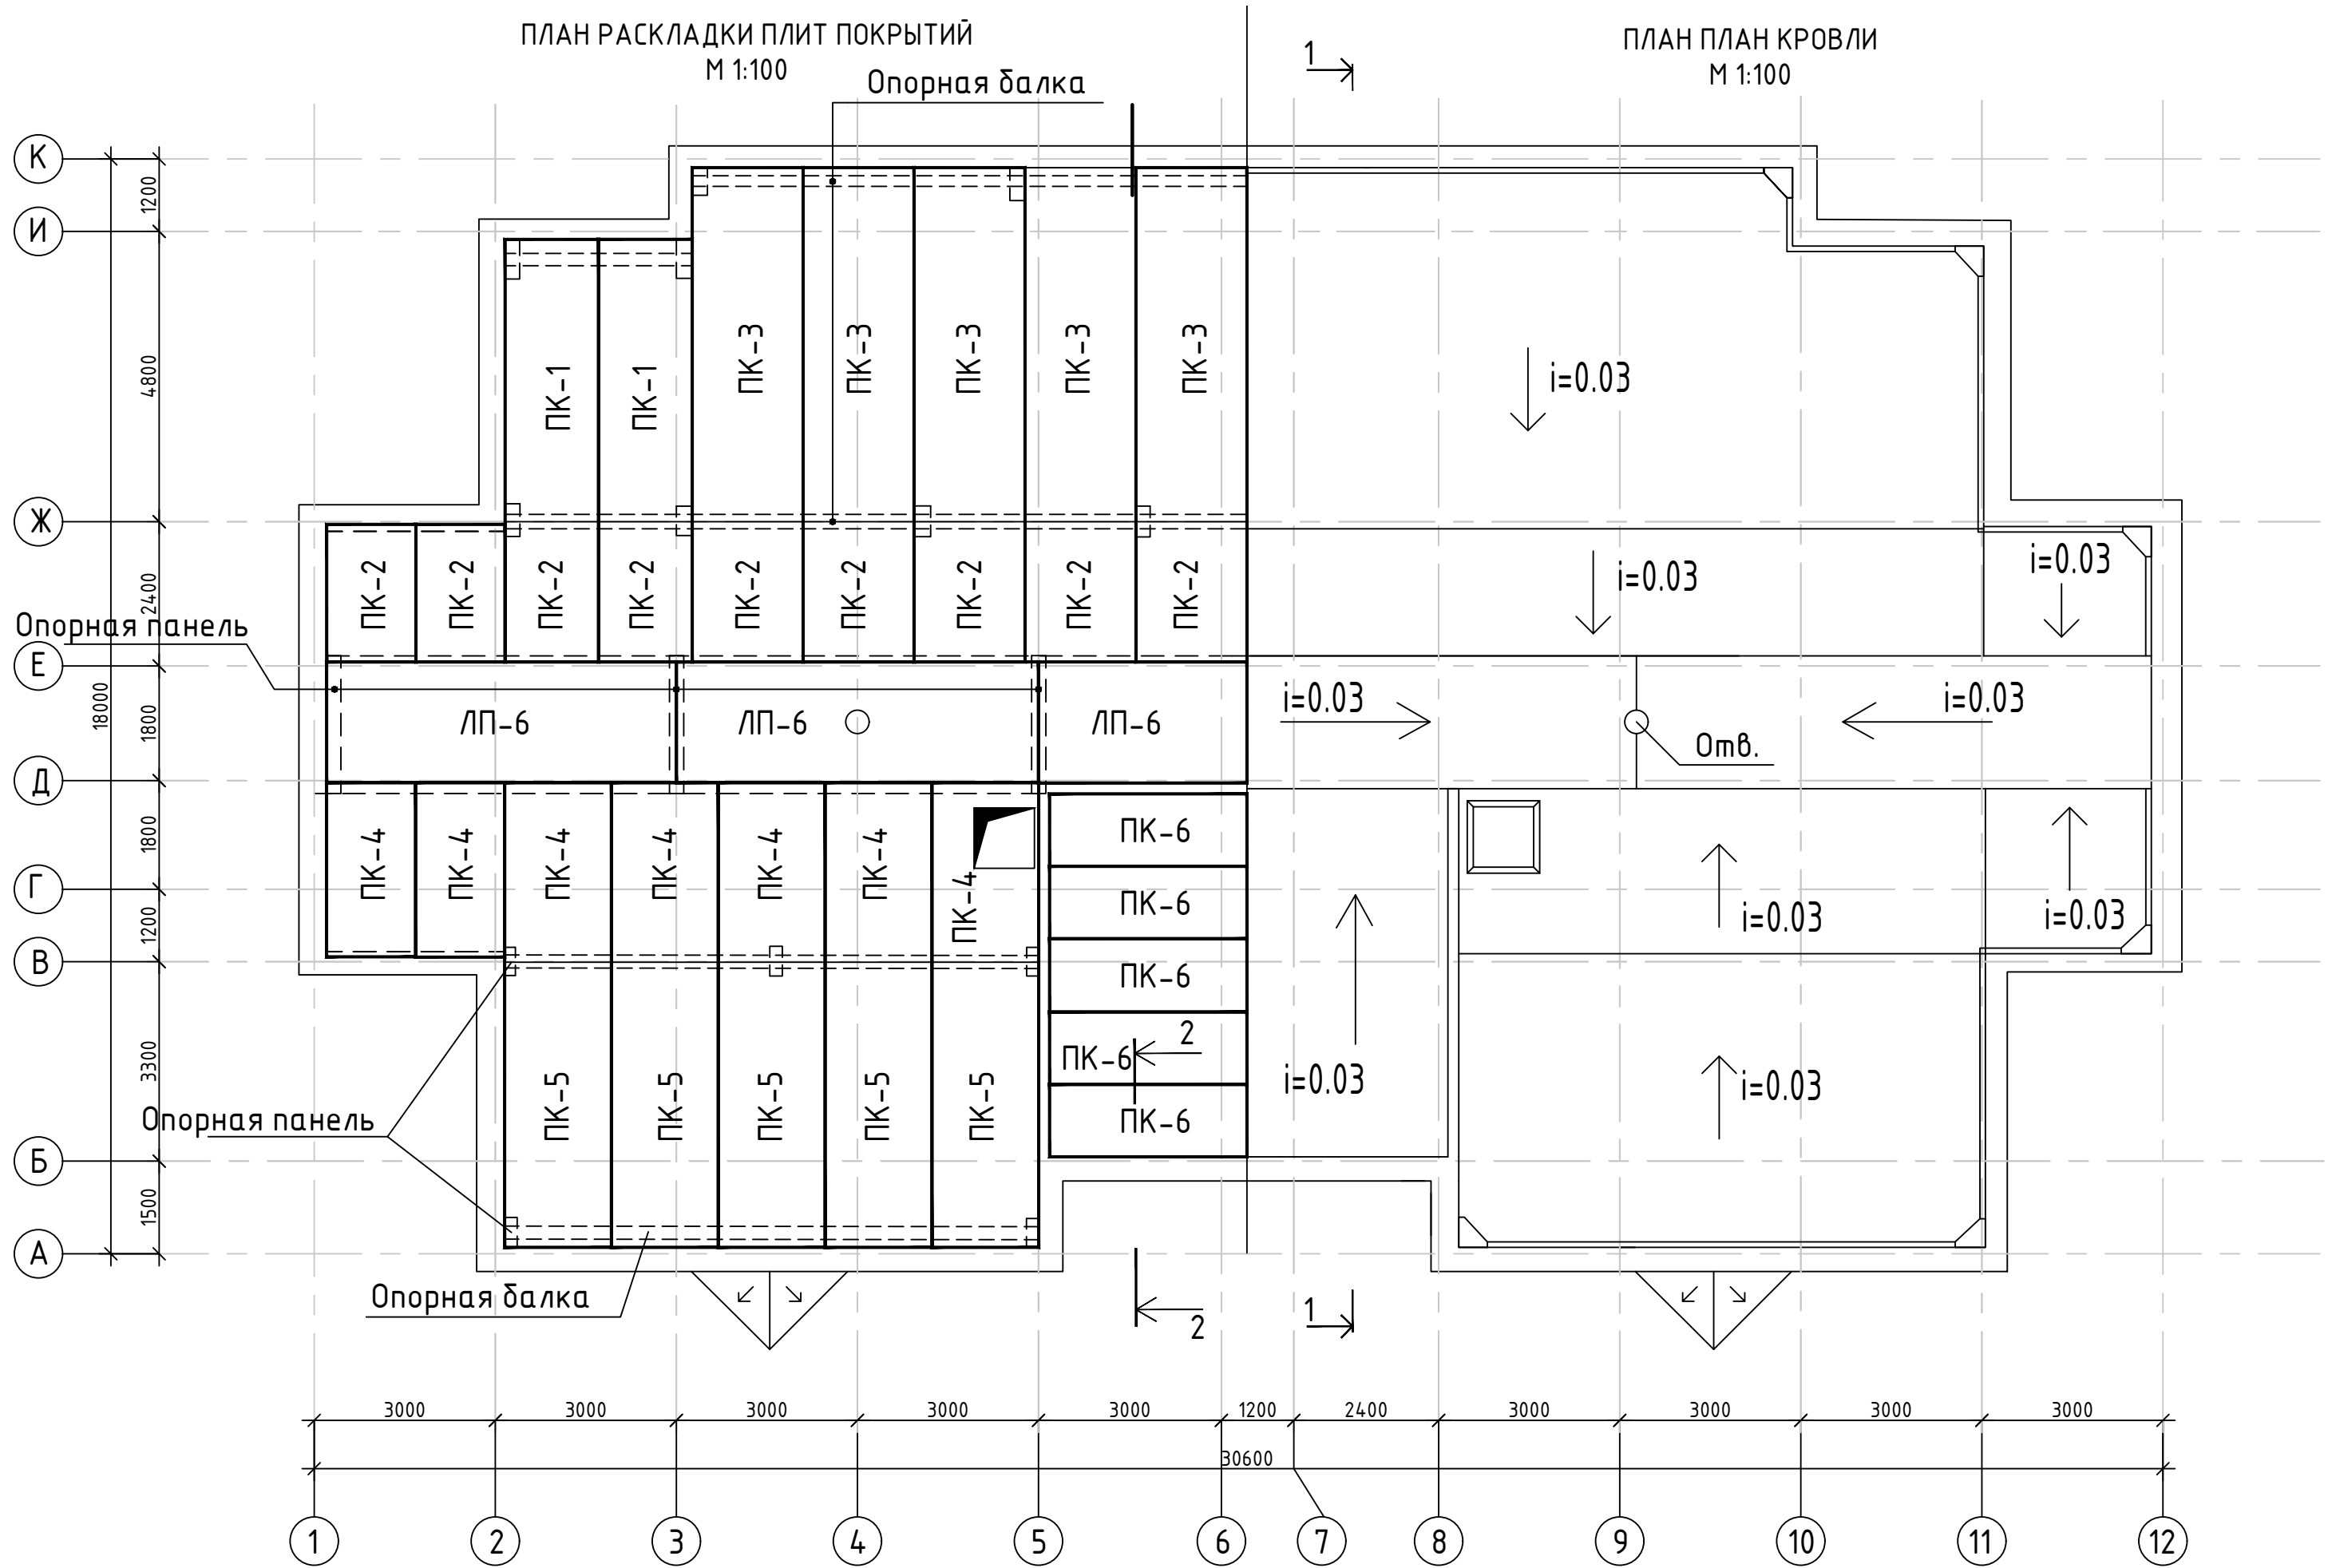 ПЛАН РАСКЛАДКИ ПЛИТ ПОКРЫТИЙ
М 1:100
ПЛАН ПЛАН КРОВЛИ
М 1:100
Опорная балка
1
К
И
Ж
Е
Д
Г
В
Б
А
1200
4800
2400
1800
1800
1200
3300
1500
18000
ПК-1
ПК-1
ПК-3
ПК-3
ПК-3
ПК-3
ПК-3
i=0.03
ПК-2
ПК-2
ПК-2
ПК-2
ПК-2
ПК-2
ПК-2
ПК-2
ПК-2
i=0.03
i=0.03
Опорная панель
ЛП-6
ЛП-6
ЛП-6
i=0.03
i=0.03
Отв.
ПК-4
ПК-4
ПК-4
ПК-4
ПК-4
ПК-4
ПК-4
ПК-6
ПК-6
ПК-6
ПК-6
ПК-6
2
i=0.03
i=0.03
i=0.03
i=0.03
ПК-5
ПК-5
ПК-5
ПК-5
ПК-5
Опорная панель
Опорная балка
2
1
3000
3000
3000
3000
3000
1200
2400
3000
3000
3000
3000
30600
1
2
3
4
5
6
7
8
9
10
11
12